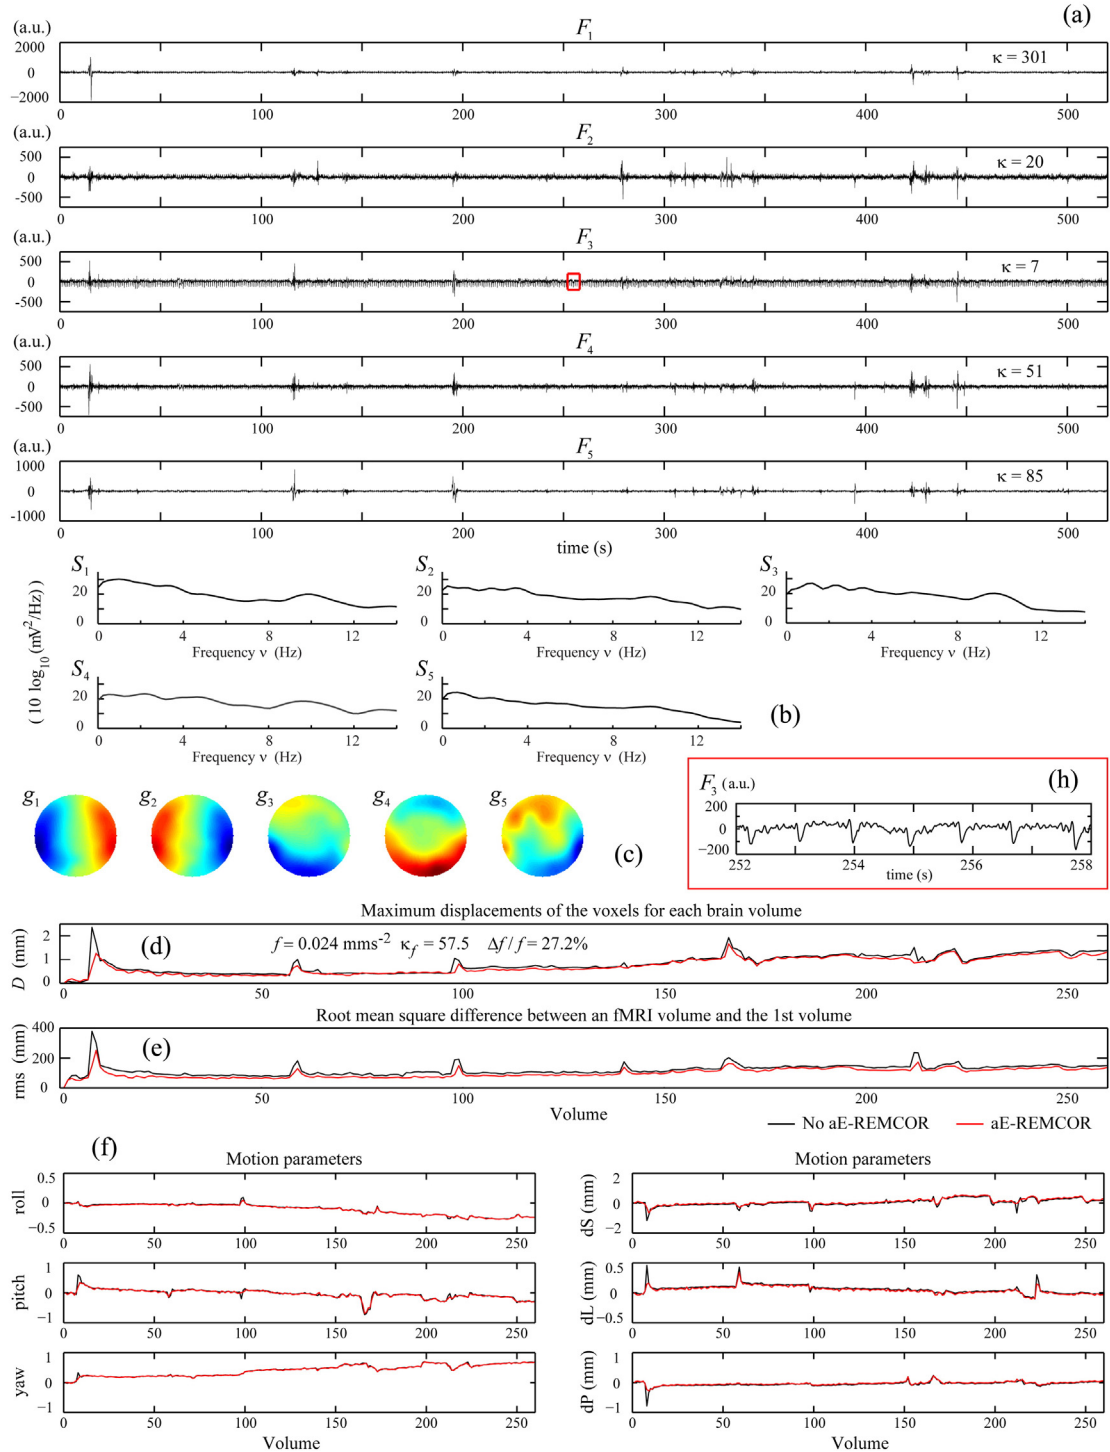 (a)
(a.u.) F1
2000
0
−2000
κ = 301
0 100 200 300 400 500
(a.u.) F2
500
0
-500
κ = 20
0 100 200 300 400 500
(a.u.) F3
500
0
-500
κ = 7
0 100 200 300 400 500
(a.u.) F4
500
0
-500
κ = 51
0 100 200 300 400 500
(a.u.) F5
1000
0
-1000
κ = 85
0 100 200 300 400 500
time (s)
(10 log10(mV2/Hz))
S1
20
0
0 4 8 12
Frequency ν (Hz)
S2
20
0
0 4 8 12
Frequency ν (Hz)
S3
20
0
0 4 8 12
Frequency ν (Hz)
S4
20
0
0 4 8 12
Frequency ν (Hz)
S5
20
0
0 4 8 12
Frequency ν (Hz)
(b)
g1 g2 g3 g4 g5
(c)
F3 (a.u.) (h)
200
0
−200
252 254 256 258
time (s)
Maximum displacements of the voxels for each brain volume
D (mm)
2
1
0
(d) f = 0.024 mms-2 κf = 57.5 Δf / f = 27.2%
0 50 100 150 200 250
Root mean square difference between an fMRI volume and the 1st volume
rms (mm)
400
200
0
(e)
0 50 100 150 200 250
Volume
No aE-REMCOR aE-REMCOR
(f)
Motion parameters
roll
0.5
0
−0.5
0 50 100 150 200 250
pitch
1
0
−1
0 50 100 150 200 250
yaw
1
0
−1
0 50 100 150 200 250
Volume
Motion parameters
dS (mm)
2
0
−2
0 50 100 150 200 250
dL (mm)
0.5
0
−0.5
0 50 100 150 200 250
dP (mm)
1
0
−1
0 50 100 150 200 250
Volume